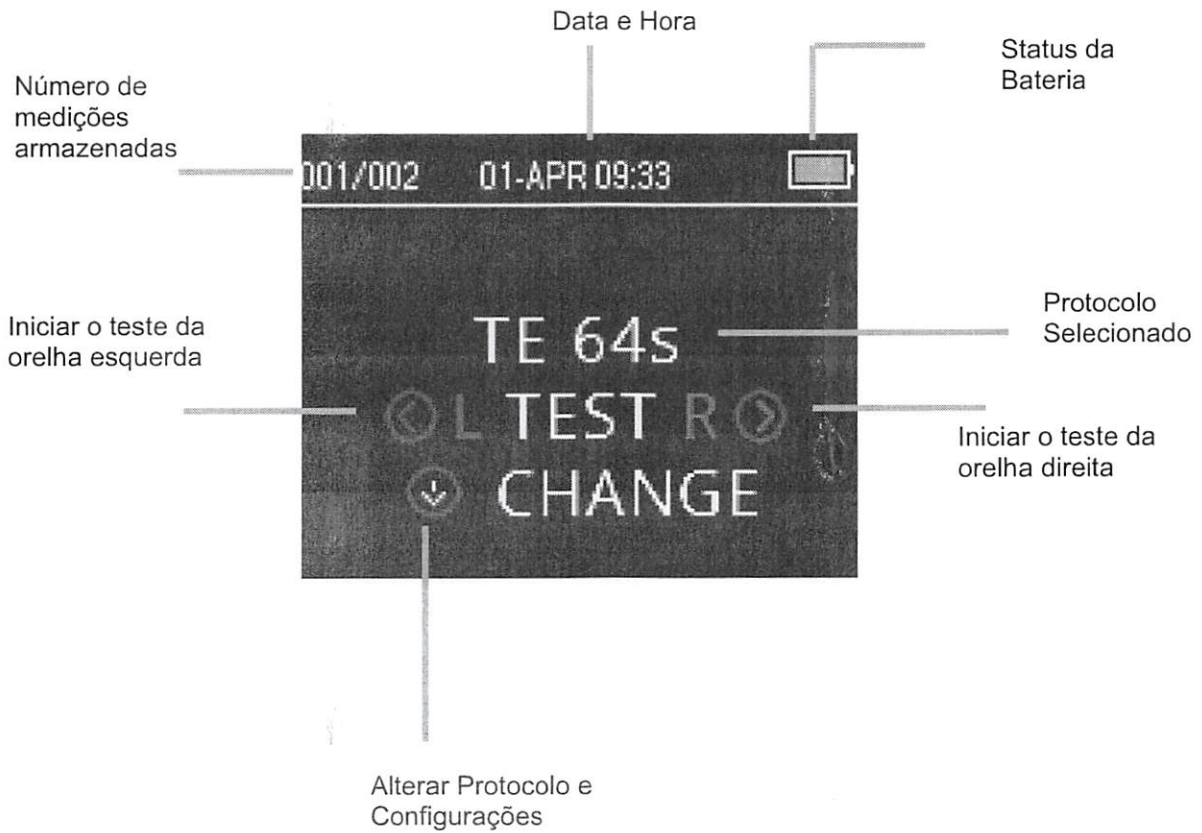 Data e Hora
Status da
Bateria
Número de
medições
armazenadas
001/002 01-APR 09:33
TE 64s
Protocolo
Selecionado
Iniciar o teste da
orelha esquerda
L TEST R
Iniciar o teste da
orelha direita
CHANGE
Alterar Protocolo e
Configurações